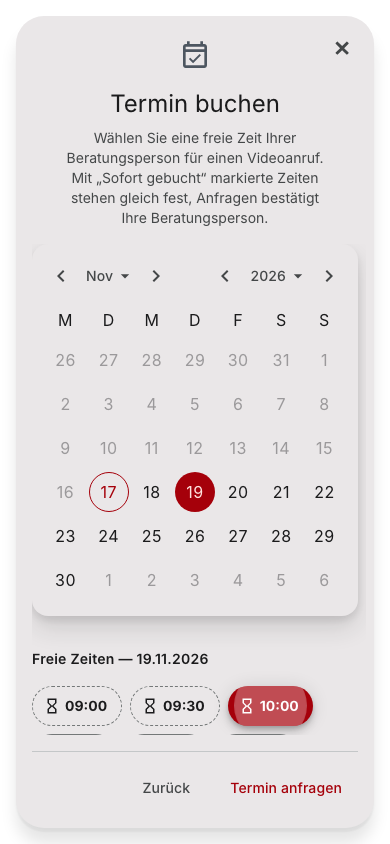 Termin buchen
Wählen Sie eine freie Zeit Ihrer
Beratungsperson für einen Videoanruf.
Mit „Sofort gebucht“ markierte Zeiten
stehen gleich fest, Anfragen bestätigt
Ihre Beratungsperson.
Nov 2026
M D M D F S S
26 27 28 29 30 31 1
2 3 4 5 6 7 8
9 10 11 12 13 14 15
16 17 18 19 20 21 22
23 24 25 26 27 28 29
30 1 2 3 4 5 6
Freie Zeiten — 19.11.2026
09:00 09:30 10:00
Zurück Termin anfragen